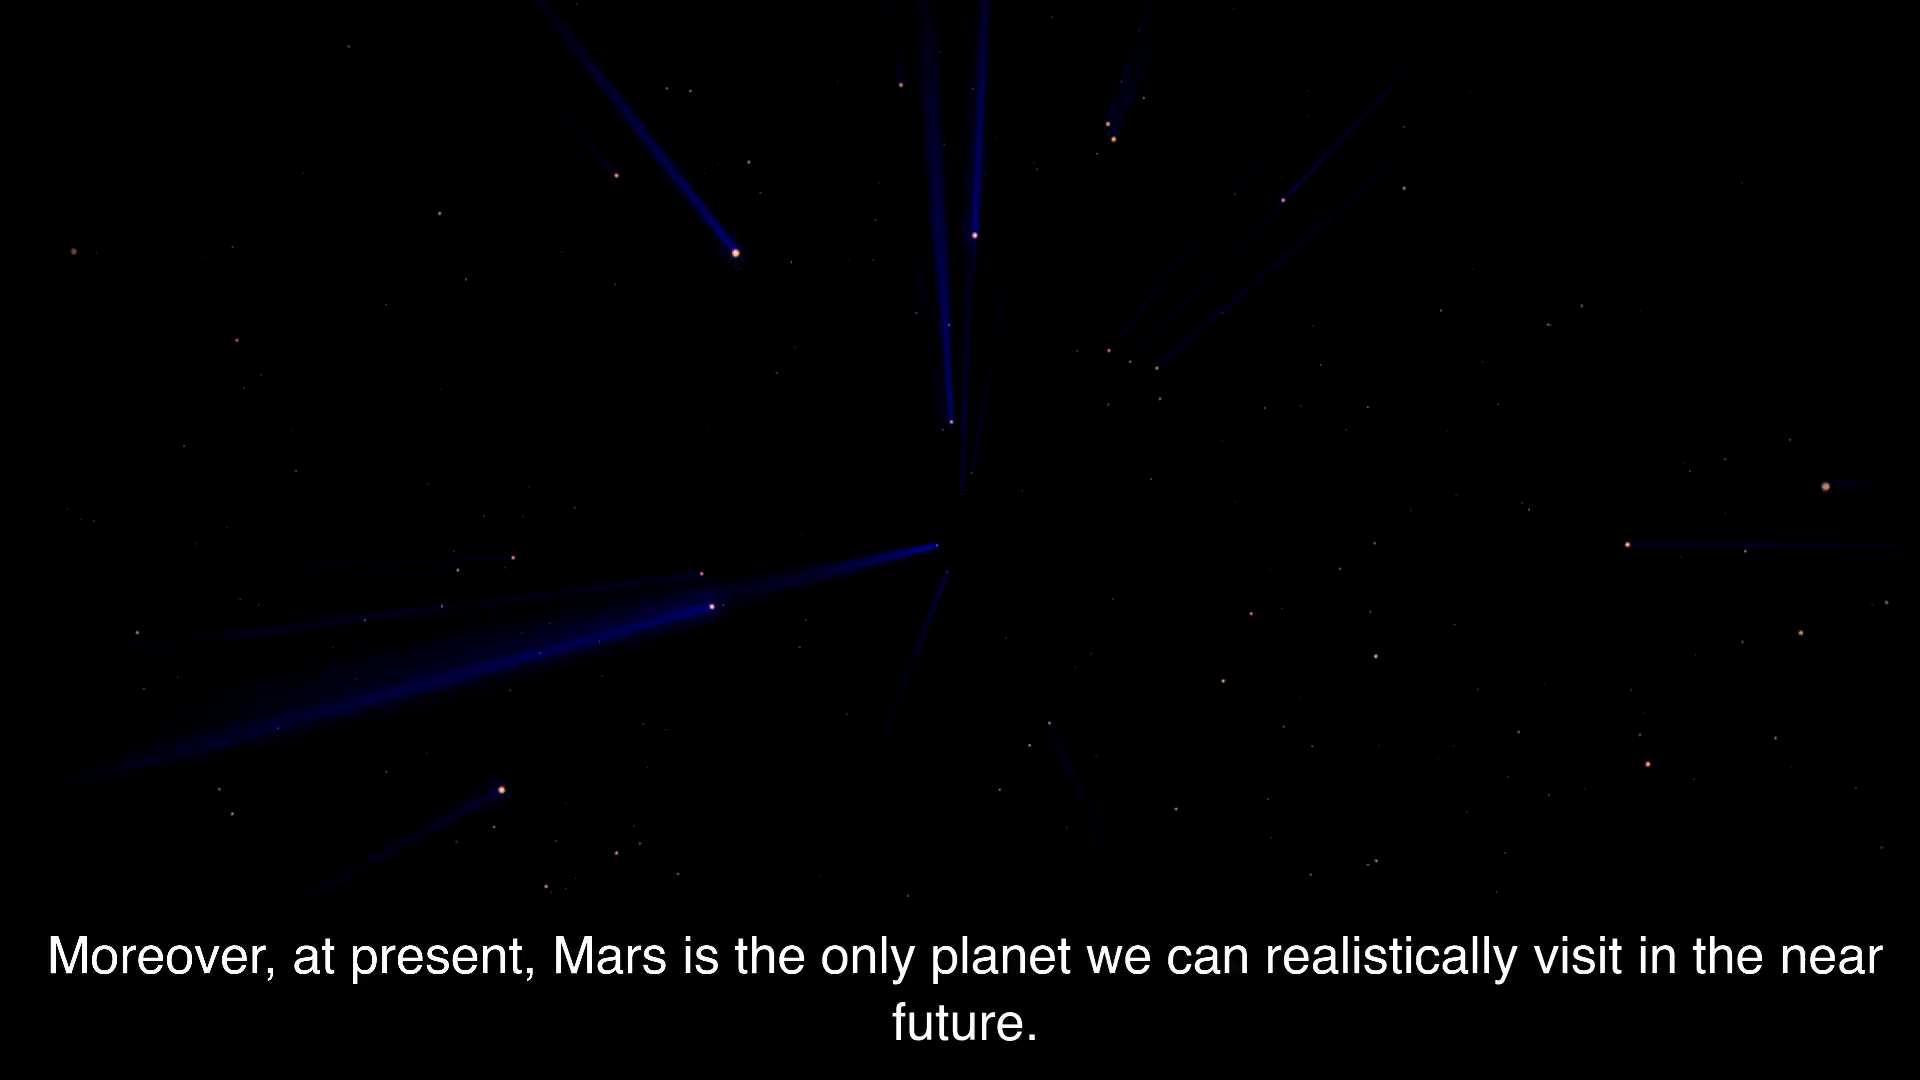 Moreover, at present, Mars is the only planet we can realistically visit in the near
future.